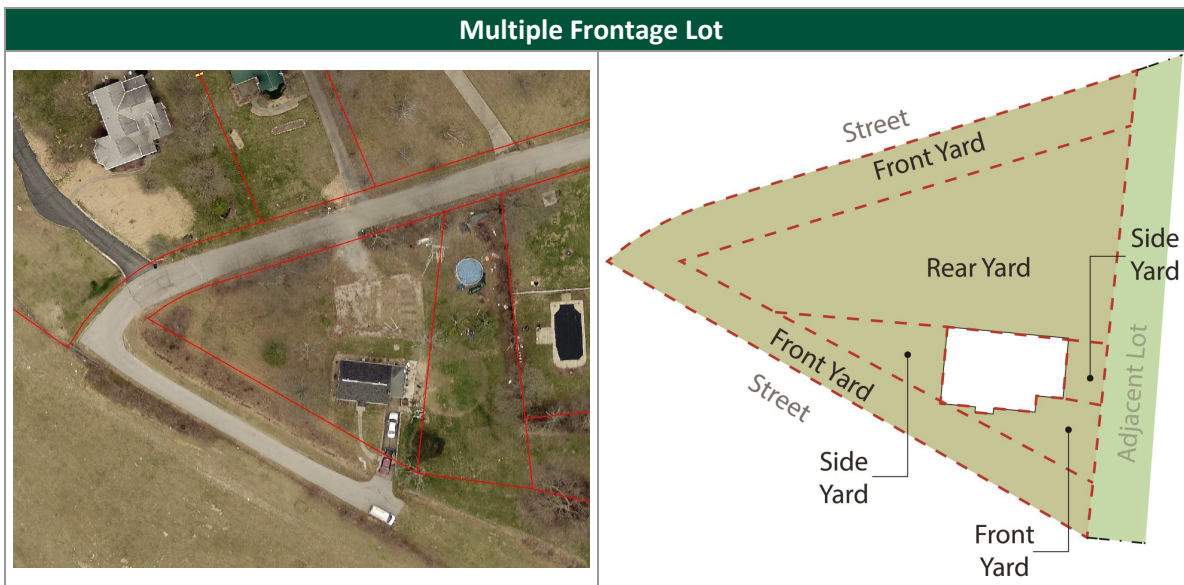 Multiple Frontage Lot
Street
Front Yard
Rear Yard
Side
Yard
Front Yard
Street
Adjacent Lot
Side
Yard
Front
Yard